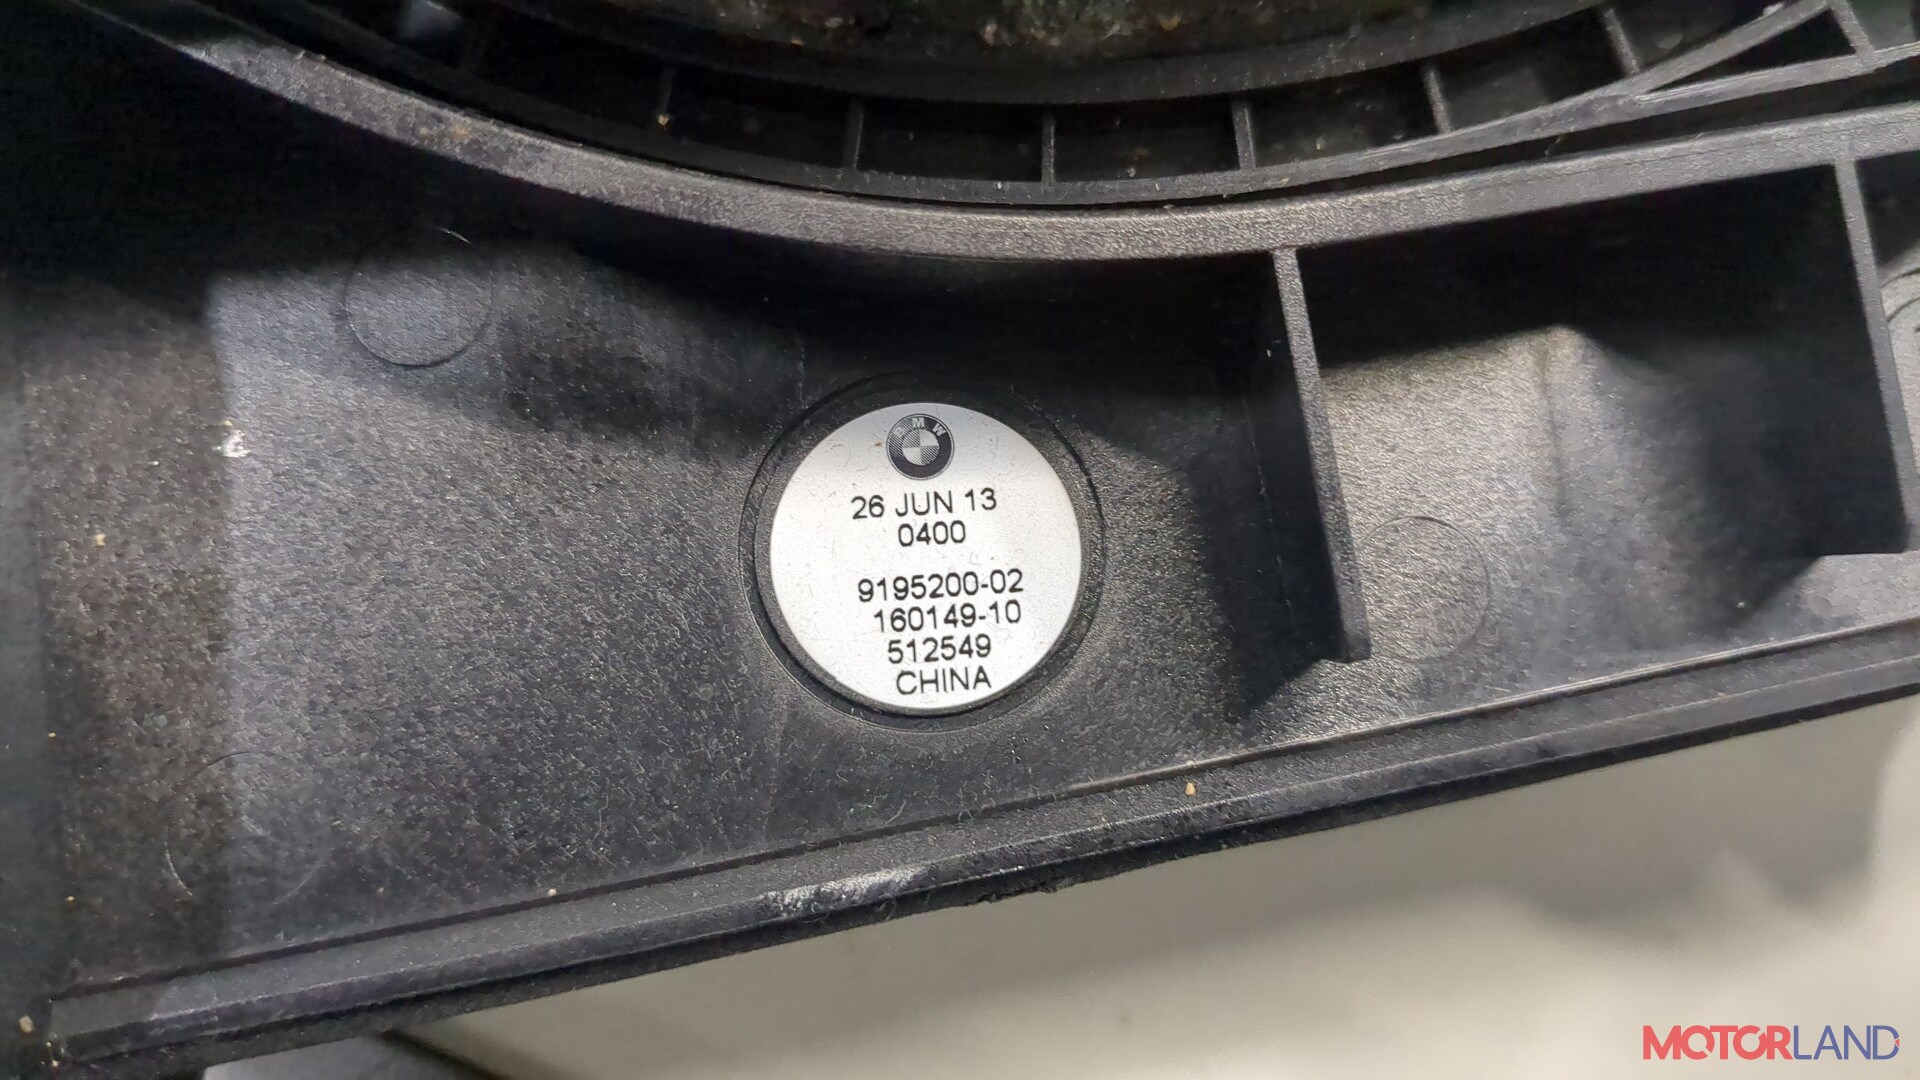 BMW
26 JUN 13
0400
9195200-02
160149-10
512549
CHINA
MOTORLAND